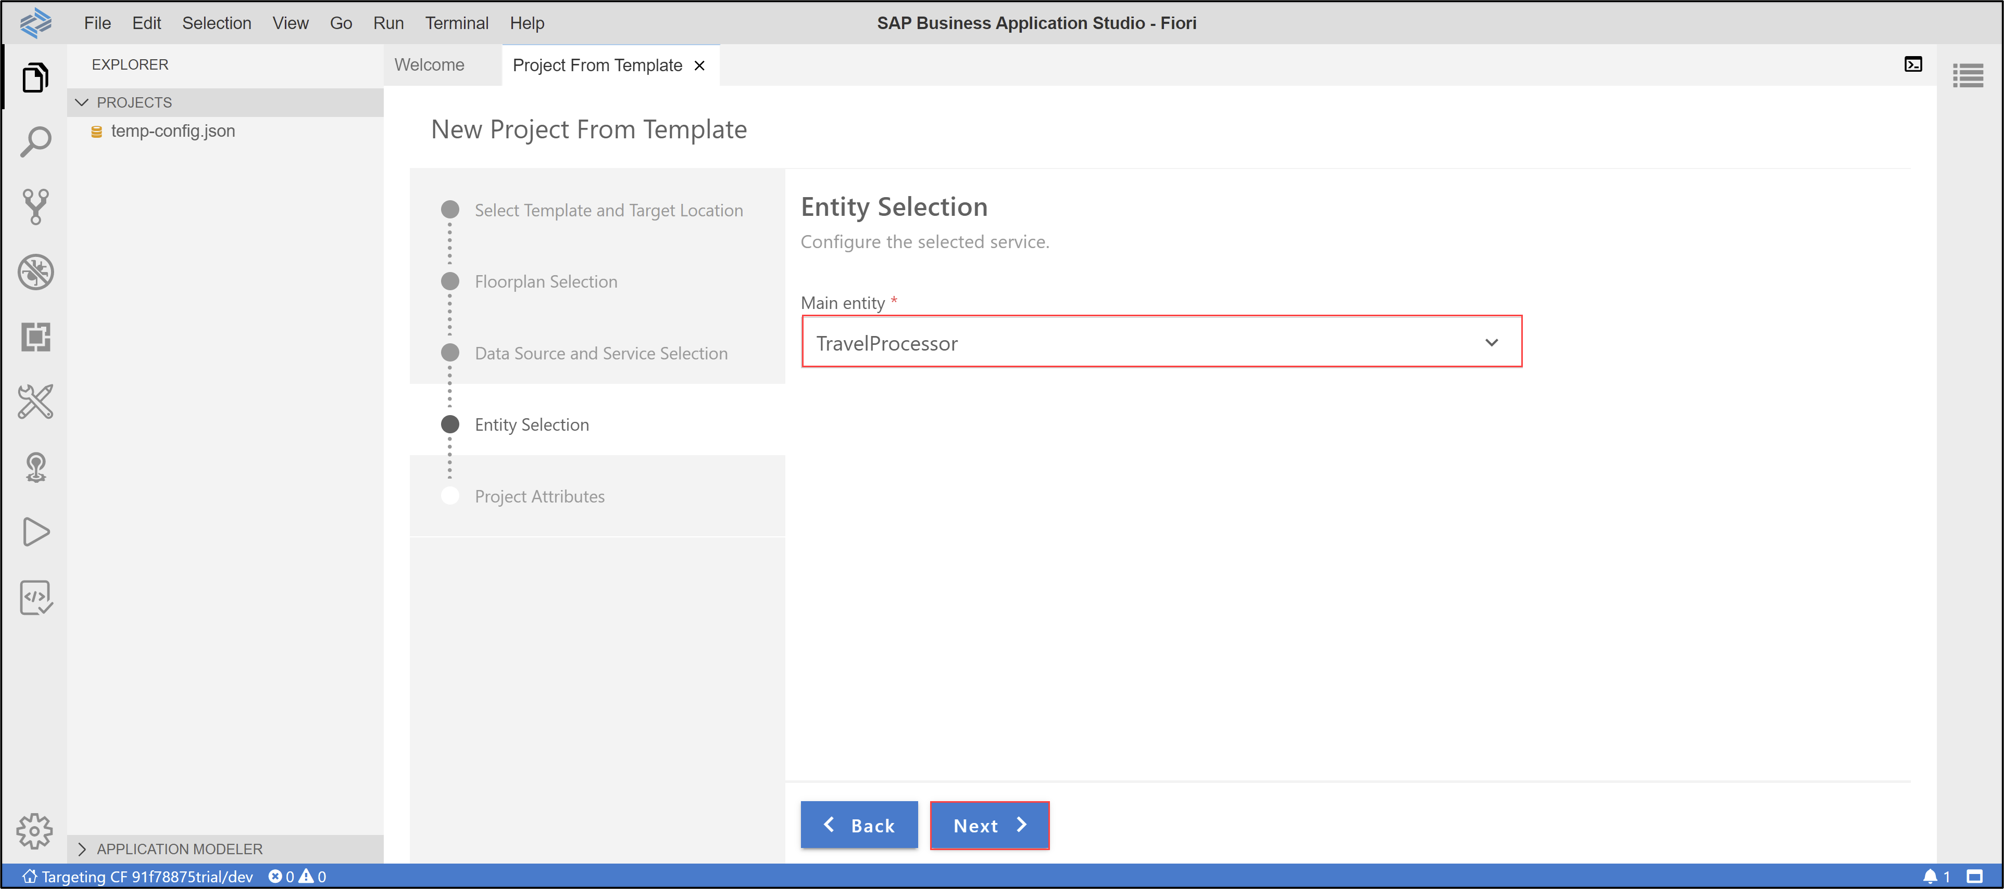 File Edit Selection View Go Run Terminal Help
SAP Business Application Studio - Fiori
EXPLORER
PROJECTS
temp-config.json
Welcome
Project From Template
New Project From Template
Select Template and Target Location
Floorplan Selection
Data Source and Service Selection
Entity Selection
Project Attributes
Entity Selection
Configure the selected service.
Main entity *
TravelProcessor
Back
Next
APPLICATION MODELER
Targeting CF 91f78875trial/dev 0 0
1